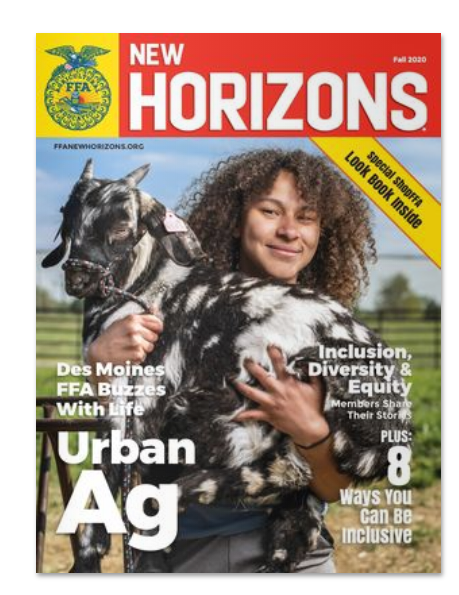 FFA
NEW
Fall 2020
HORIZONS
FFANEWHORIZONS.ORG
Special ShopFFA
Look Book Inside
Des Moines
FFA Buzzes
With Life
Urban
Ag
Inclusion,
Diversity &
Equity
Members Share
Their Stories
PLUS:
8
Ways You
Can Be
Inclusive